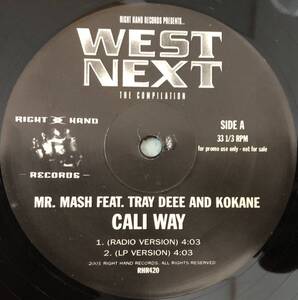 RIGHT HAND RECORDS PRESENTS...
WEST
NEXT
THE COMPILATION
RIGHT HAND
RECORDS
SIDE A
33 1/3 RPM
for promo use only - not for sale
MR. MASH FEAT. TRAY DEEE AND KOKANE
CALI WAY
1. (RADIO VERSION) 4:03
2. (LP VERSION) 4:03
2001 RIGHT HAND RECORDS. ALL RIGHTS RESERVED
RHR420